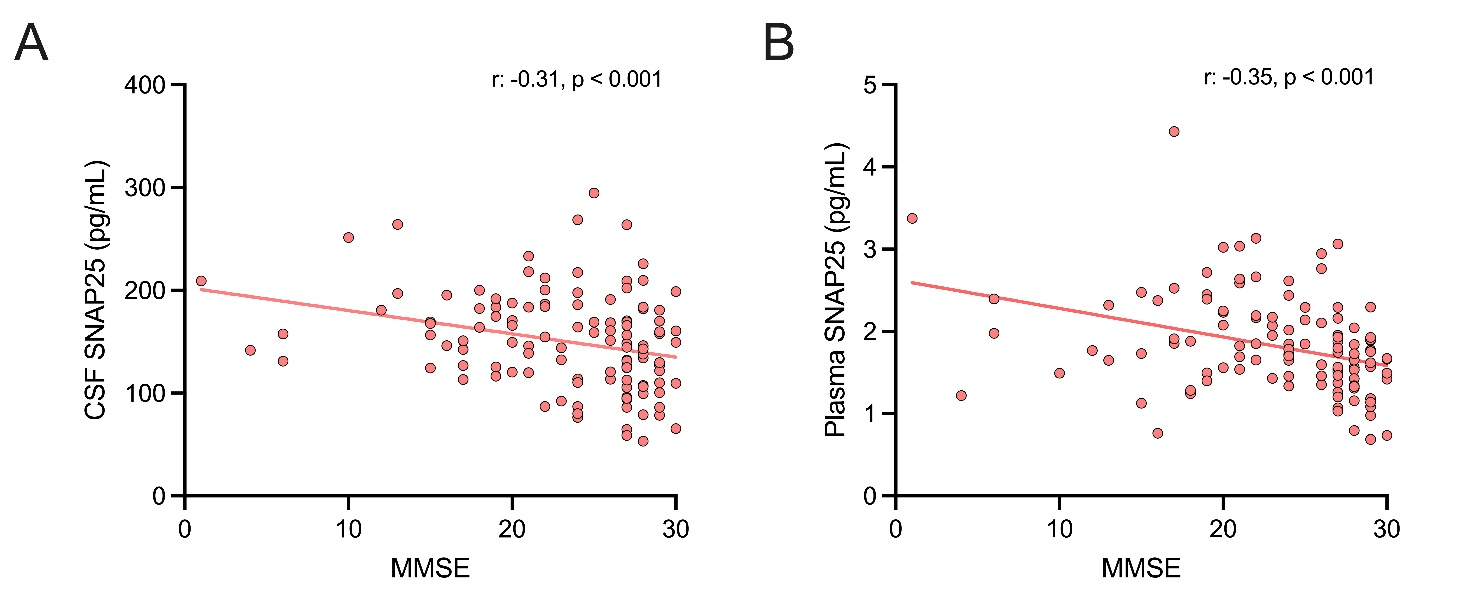 A
r: -0.31, p < 0.001
400
300
200
100
0
CSF SNAP25 (pg/mL)
0 10 20 30
MMSE
B
r: -0.35, p < 0.001
5
4
3
2
1
0
Plasma SNAP25 (pg/mL)
0 10 20 30
MMSE